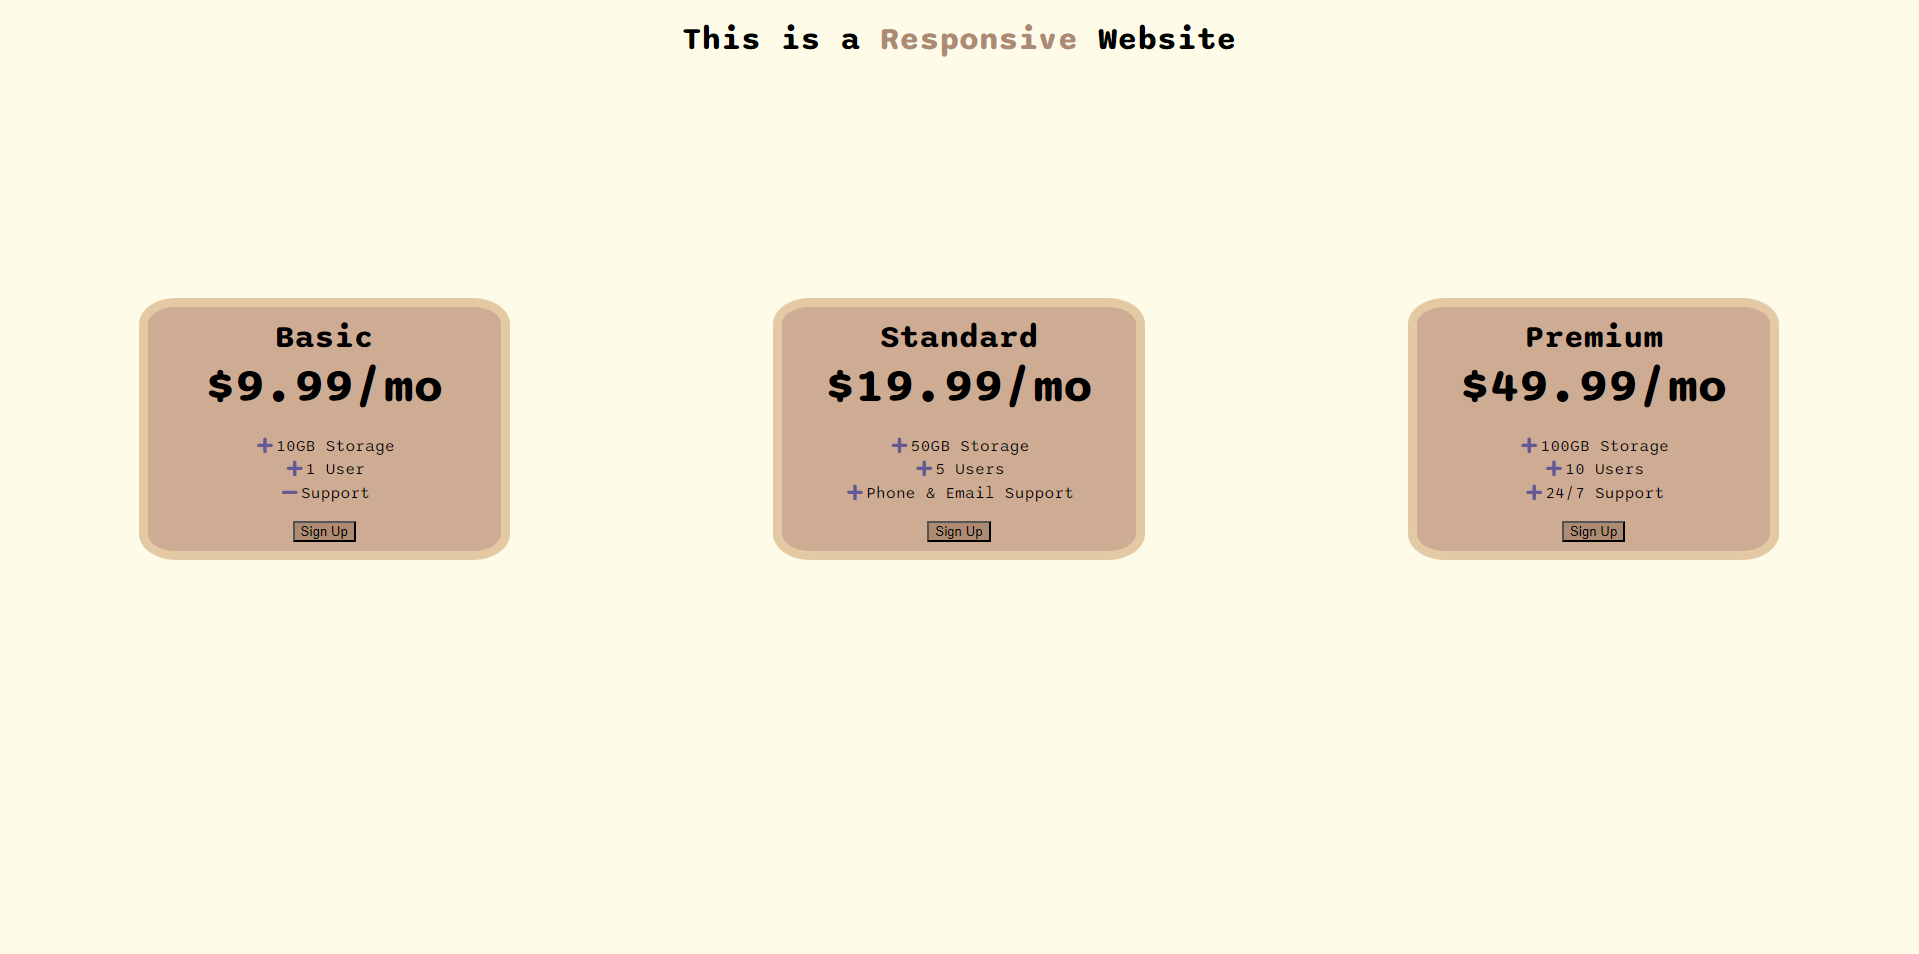 This is a Responsive Website
Basic
$9.99/mo
10GB Storage
1 User
Support
Sign Up
Standard
$19.99/mo
50GB Storage
5 Users
Phone & Email Support
Sign Up
Premium
$49.99/mo
100GB Storage
10 Users
24/7 Support
Sign Up